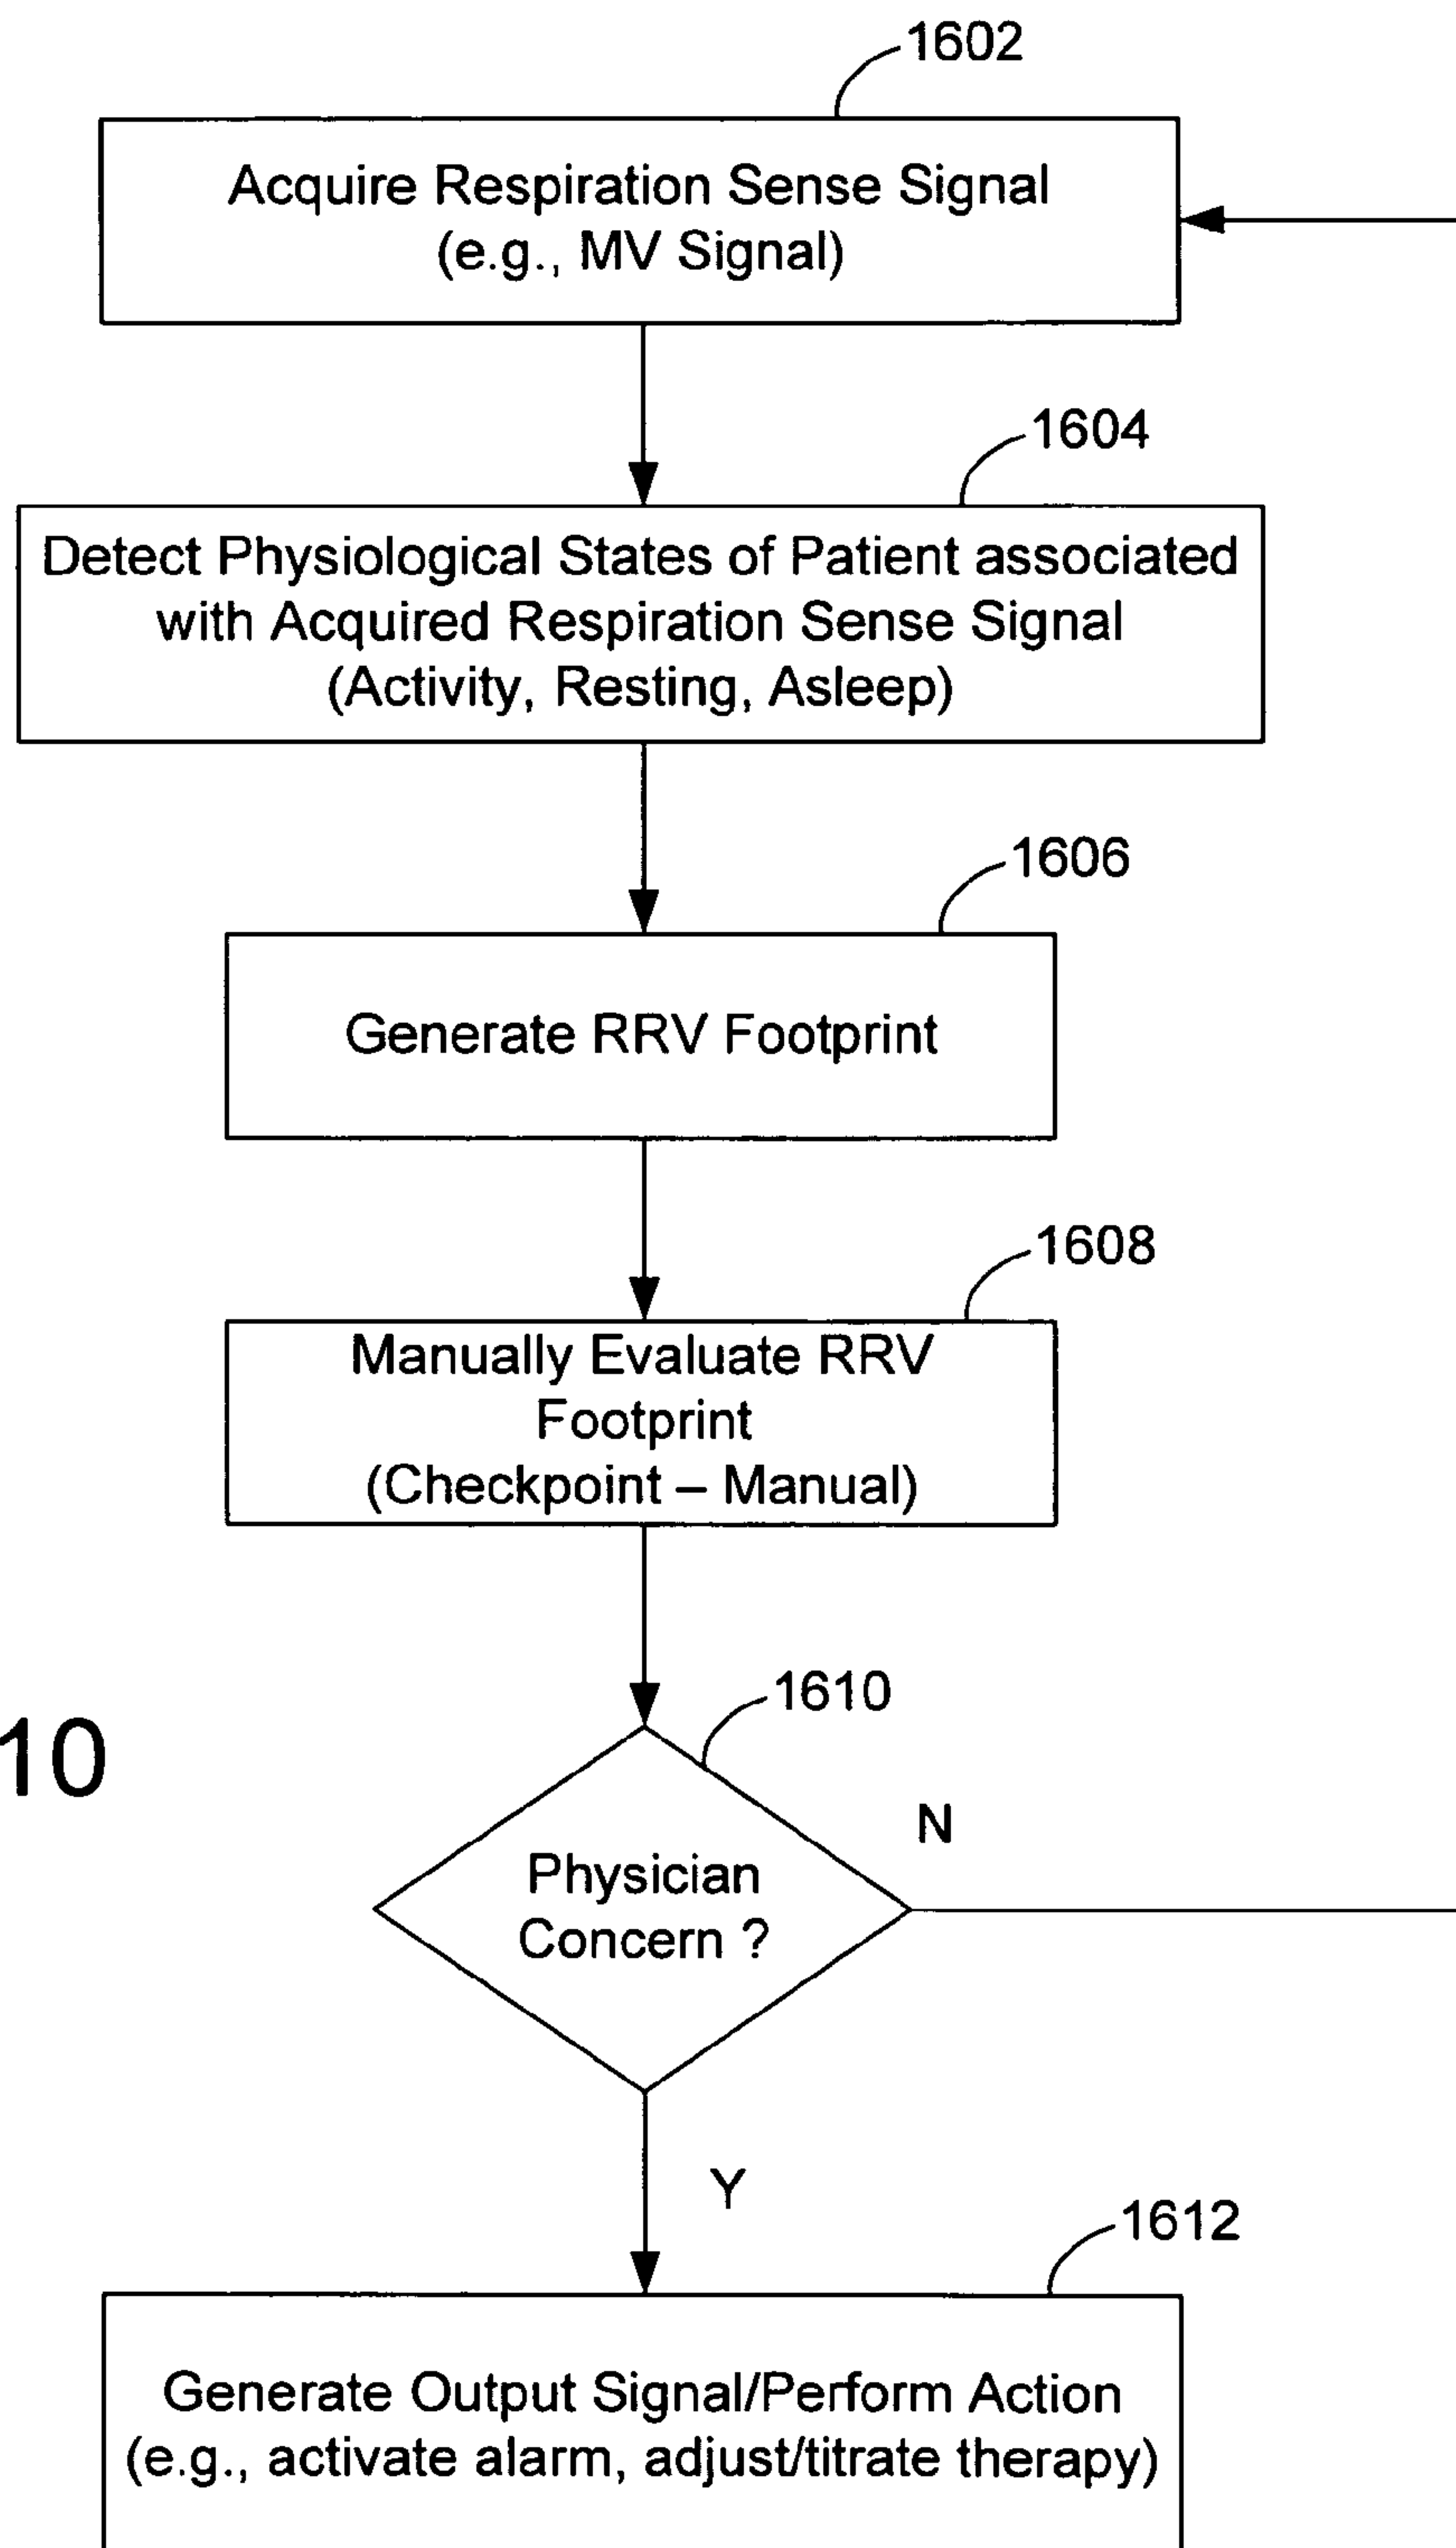 1602
Acquire Respiration Sense Signal
(e.g., MV Signal)
1604
Detect Physiological States of Patient associated
with Acquired Respiration Sense Signal
(Activity, Resting, Asleep)
1606
Generate RRV Footprint
1608
Manually Evaluate RRV
Footprint
(Checkpoint – Manual)
1610
10
Physician
Concern ?
N
Y
1612
Generate Output Signal/Perform Action
(e.g., activate alarm, adjust/titrate therapy)